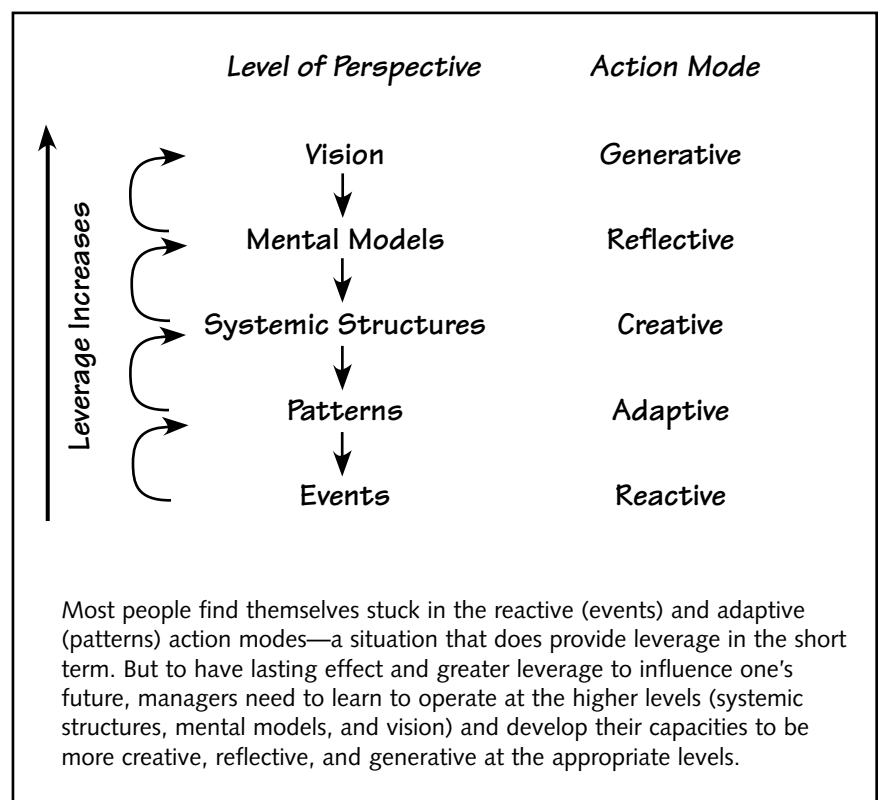 Level of Perspective Action Mode
Leverage Increases
Vision Generative
Mental Models Reflective
Systemic Structures Creative
Patterns Adaptive
Events Reactive
Most people find themselves stuck in the reactive (events) and adaptive
(patterns) action modes—a situation that does provide leverage in the short
term. But to have lasting effect and greater leverage to influence one's
future, managers need to learn to operate at the higher levels (systemic
structures, mental models, and vision) and develop their capacities to be
more creative, reflective, and generative at the appropriate levels.